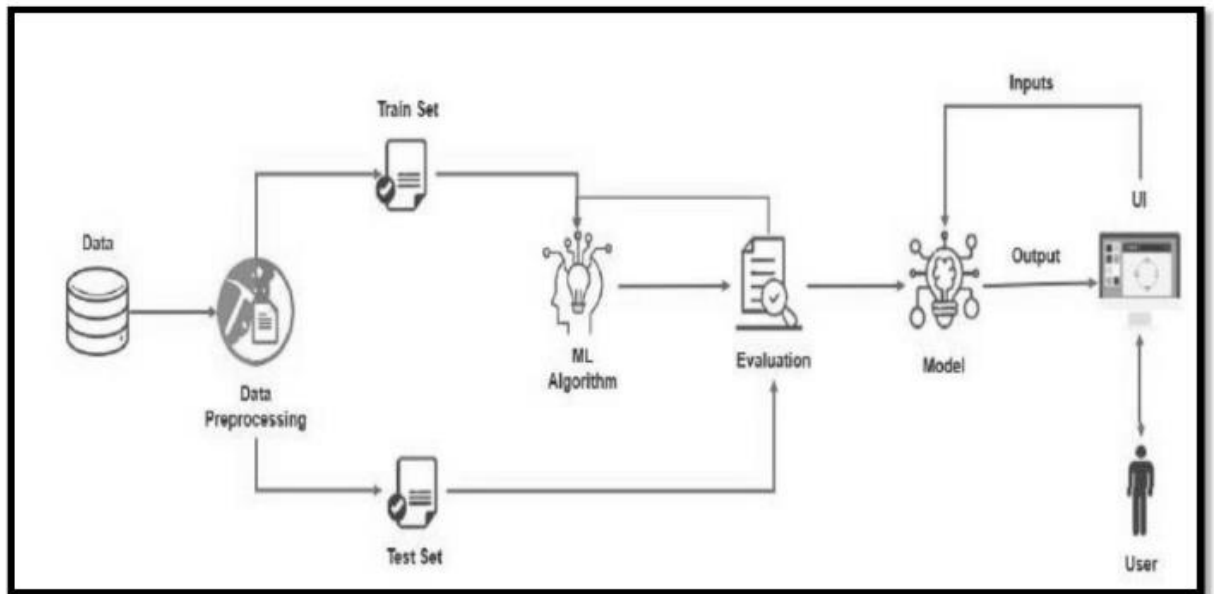 Inputs
Train Set
UI
Data
Output
ML
Algorithm
Evaluation
Model
Data
Preprocessing
Test Set
User